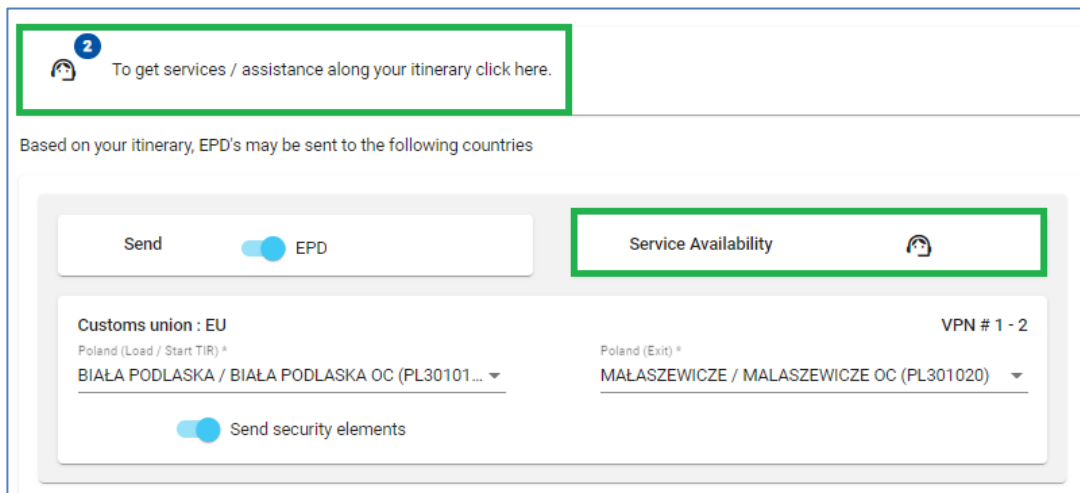 2
To get services / assistance along your itinerary click here.
Based on your itinerary, EPD's may be sent to the following countries
Send EPD
Service Availability
Customs union : EU
VPN # 1 - 2
Poland (Load / Start TIR) *
Poland (Exit) *
BIAŁA PODLASKA / BIAŁA PODLASKA OC (PL30101...
MAŁASZEWICZE / MALASZEWICZE OC (PL301020)
Send security elements